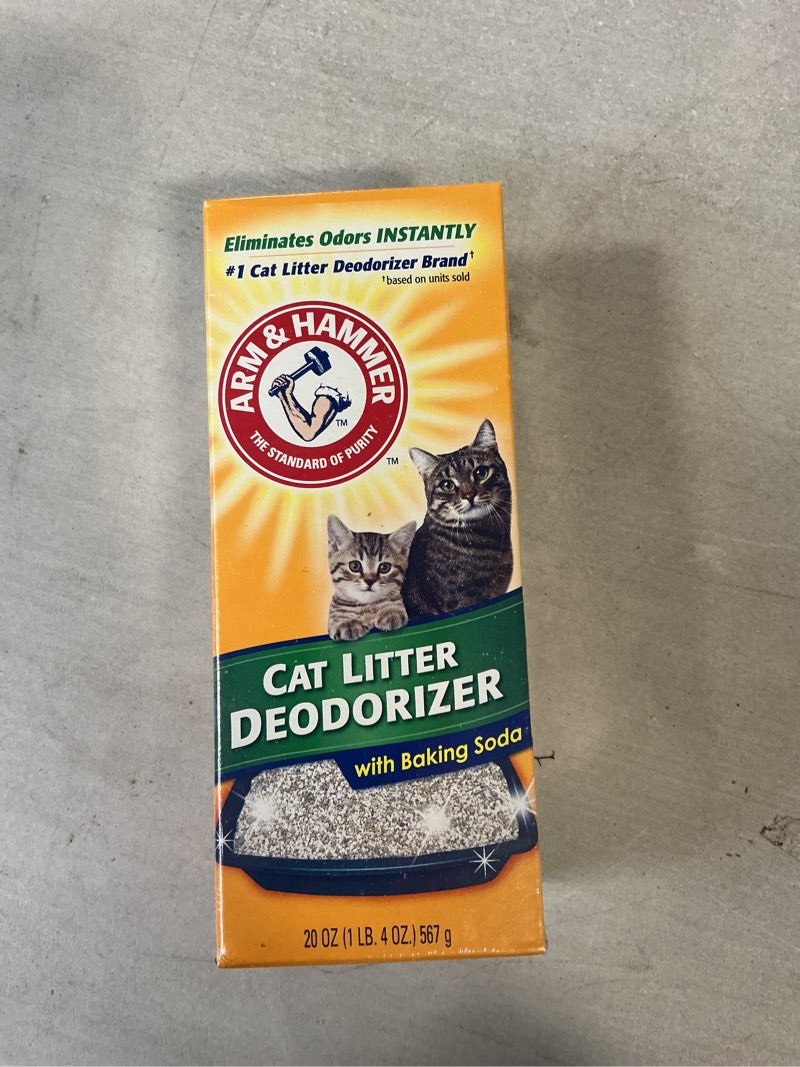 Eliminates Odors INSTANTLY
#1 Cat Litter Deodorizer Brand†
†based on units sold
ARM & HAMMER
TM
THE STANDARD OF PURITY
TM
CAT LITTER
DEODORIZER
with Baking Soda
20 OZ (1 LB. 4 OZ.) 567 g